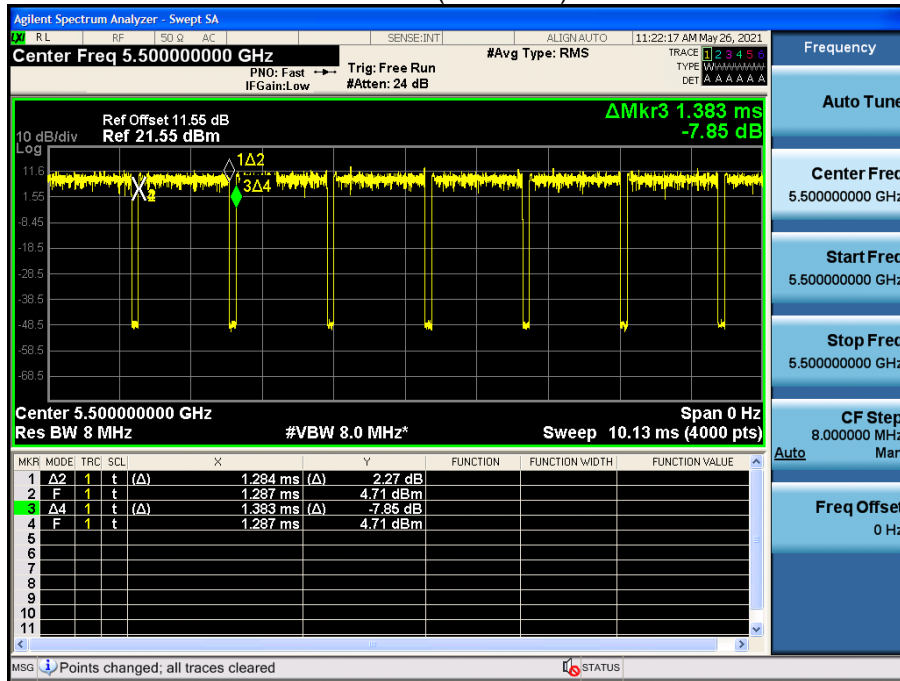 Agilent Spectrum Analyzer - Swept SA
LXI RL RF 50 Ω AC SENSE:INT ALIGN AUTO 11:22:17 AM May 26, 2021
Center Freq 5.500000000 GHz
PNO: Fast
IFGain:Low
Trig: Free Run
#Atten: 24 dB
#Avg Type: RMS
TRACE 1 2 3 4 5 6
TYPE WWWWWW
DET A A A A A A
ΔMkr3 1.383 ms
-7.85 dB
Ref Offset 11.55 dB
10 dB/div Ref 21.55 dBm
Log
1Δ2
11.6
3Δ4
1.55
-8.45
-18.5
-28.5
-38.5
-48.5
-58.5
-68.5
Center 5.500000000 GHz Span 0 Hz
Res BW 8 MHz #VBW 8.0 MHz* Sweep 10.13 ms (4000 pts)
MKR MODE TRC SCL X Y FUNCTION FUNCTION WIDTH FUNCTION VALUE
1 Δ2 1 t (Δ) 1.284 ms (Δ) 2.27 dB
2 F 1 t 1.287 ms 4.71 dBm
3 Δ4 1 t (Δ) 1.383 ms (Δ) -7.85 dB
4 F 1 t 1.287 ms 4.71 dBm
5
6
7
8
9
10
11
MSG Points changed; all traces cleared STATUS
Frequency
Auto Tune
Center Freq
5.500000000 GHz
Start Freq
5.500000000 GHz
Stop Freq
5.500000000 GHz
CF Step
8.000000 MHz
Auto Man
Freq Offset
0 Hz